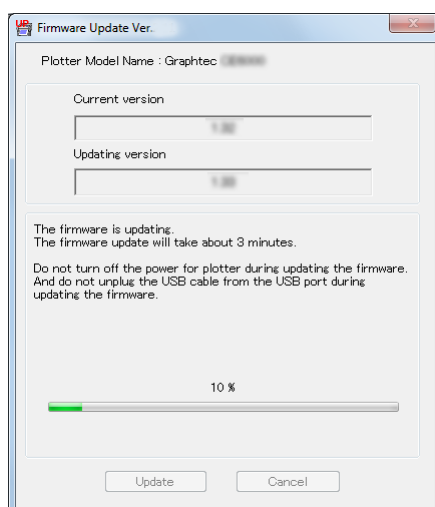 UP
Firmware Update Ver.
Plotter Model Name : Graphtec
Current version
Updating version
The firmware is updating.
The firmware update will take about 3 minutes.
Do not turn off the power for plotter during updating the firmware.
And do not unplug the USB cable from the USB port during
updating the firmware.
10 %
Update
Cancel